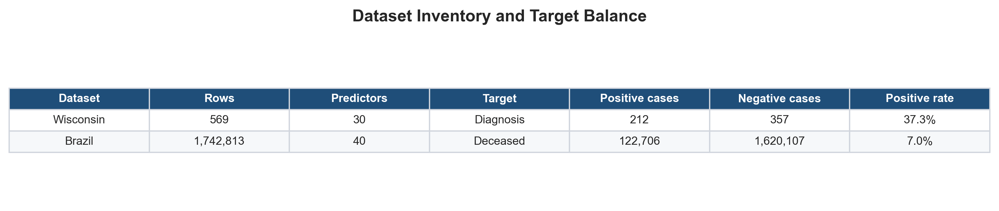 Dataset Inventory and Target Balance
Dataset Rows Predictors Target Positive cases Negative cases Positive rate
Wisconsin 569 30 Diagnosis 212 357 37.3%
Brazil 1,742,813 40 Deceased 122,706 1,620,107 7.0%